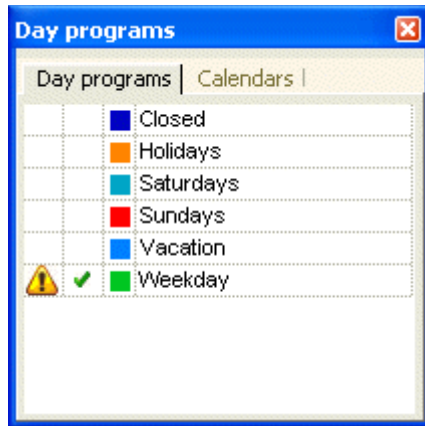 Day programs
Day programs Calendars
Closed
Holidays
Saturdays
Sundays
Vacation
Weekday